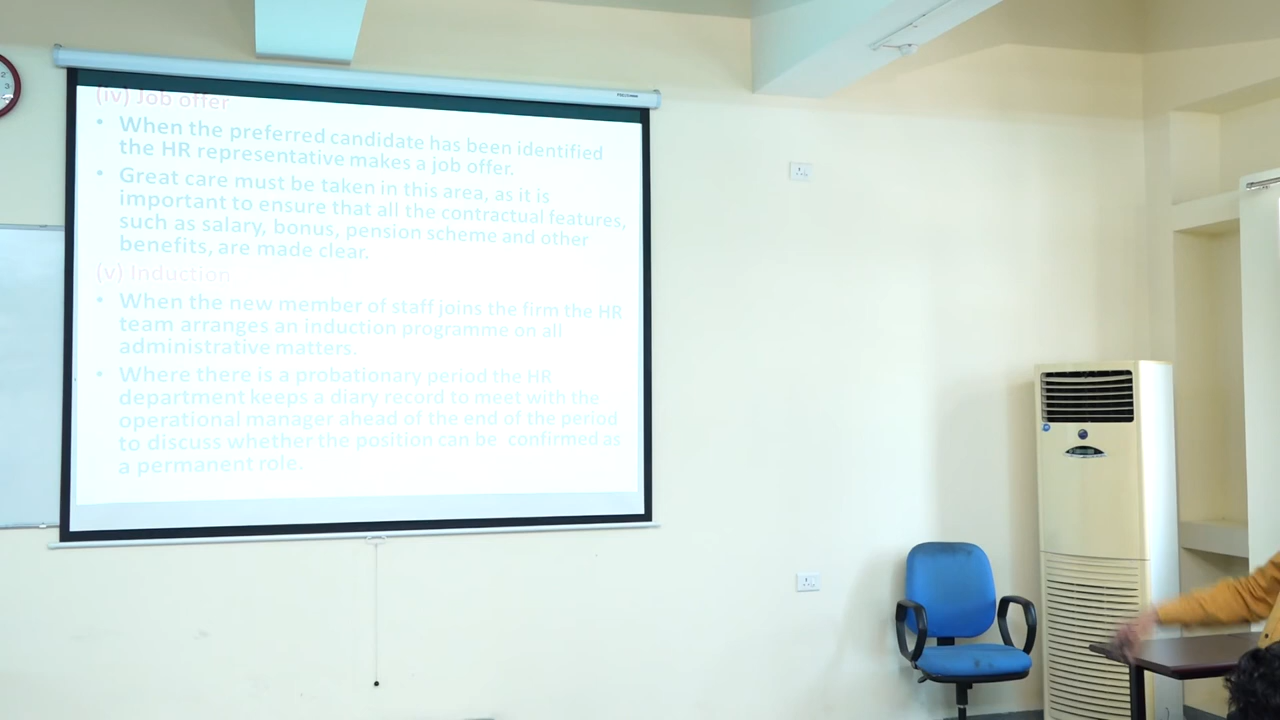 (iv) Job offer
• When the preferred candidate has been identified
the HR representative makes a job offer.
• Great care must be taken in this area, as it is
important to ensure that all the contractual features,
such as salary, bonus, pension scheme and other
benefits, are made clear.
(v) Induction
• When the new member of staff joins the firm the HR
team arranges an induction programme on all
administrative matters.
• Where there is a probationary period the HR
department keeps a diary record to meet with the
operational manager ahead of the end of the period
to discuss whether the position can be confirmed as
a permanent role.
2
3